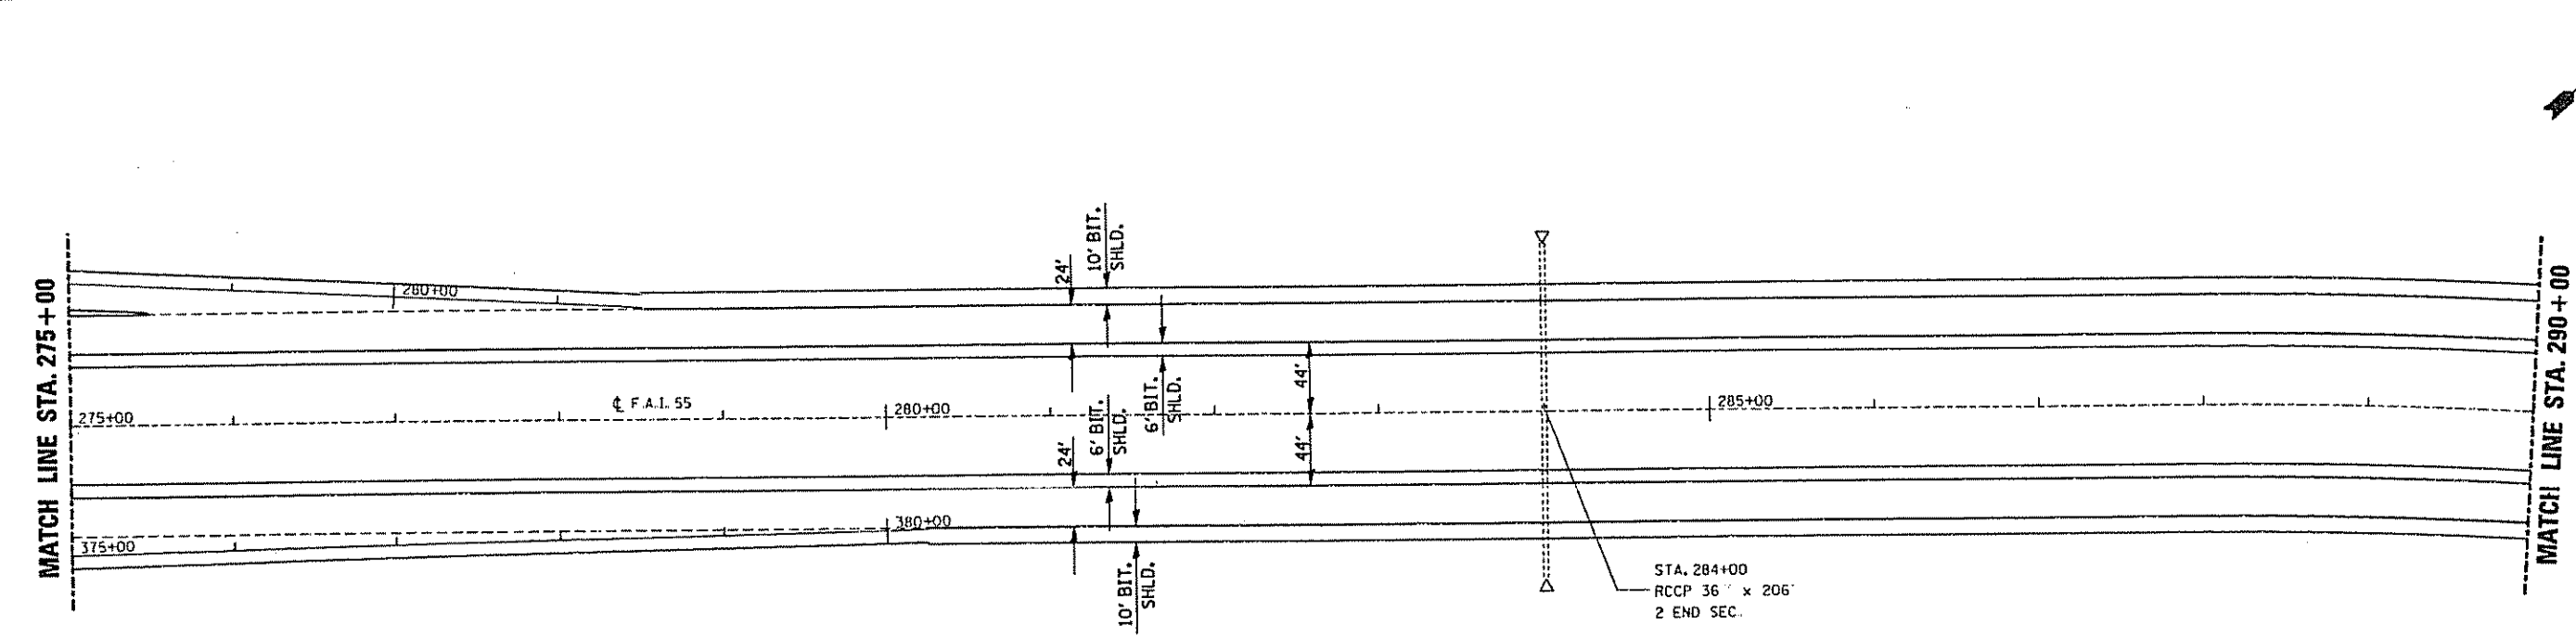 MATCH LINE STA. 275+00
280+00
24'
10' BIT.
SHLD.
6' BIT.
SHLD.
44'
275+00
℄ F.A.I. 55
280+00
285+00
24'
6' BIT.
SHLD.
44'
375+00
380+00
10' BIT.
SHLD.
STA. 284+00
RCCP 36" x 206'
2 END SEC.
MATCH LINE STA. 290+00